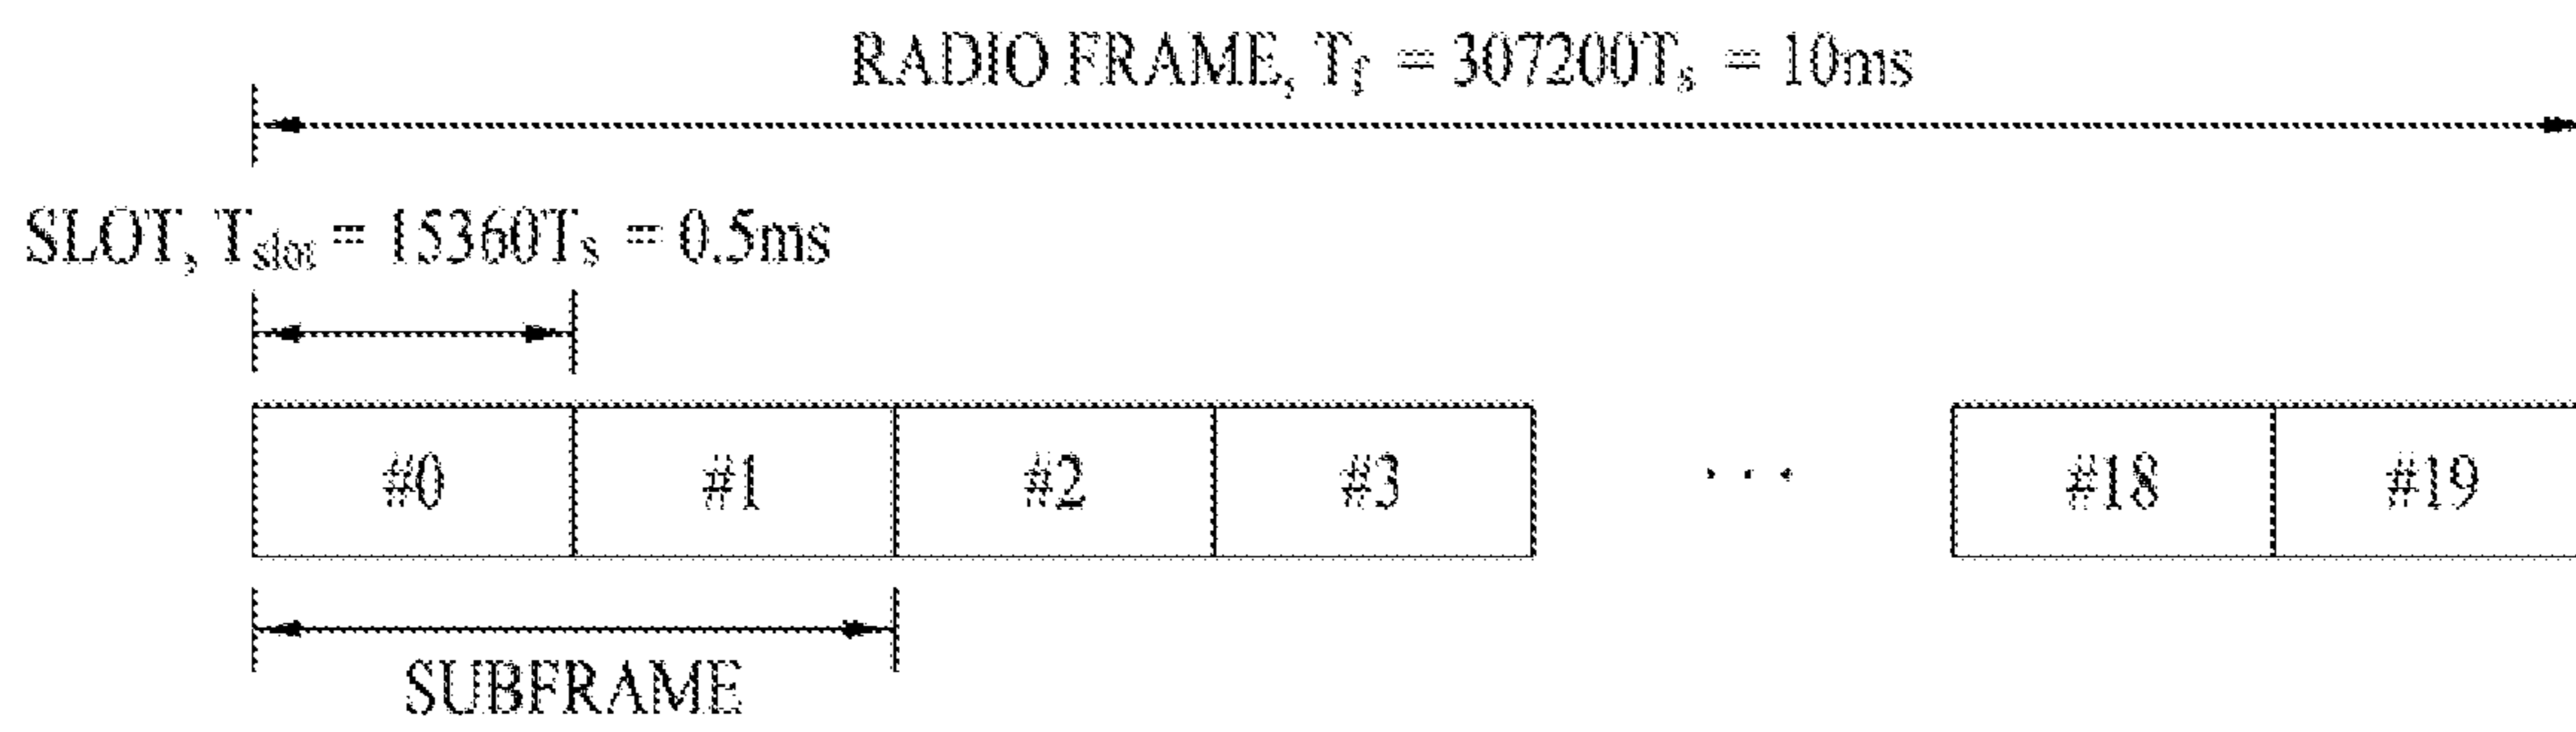 RADIO FRAME, Tf = 307200Ts = 10ms
SLOT, Tslot = 15360Ts = 0.5ms
#0 #1 #2 #3 ... #18 #19
SUBFRAME